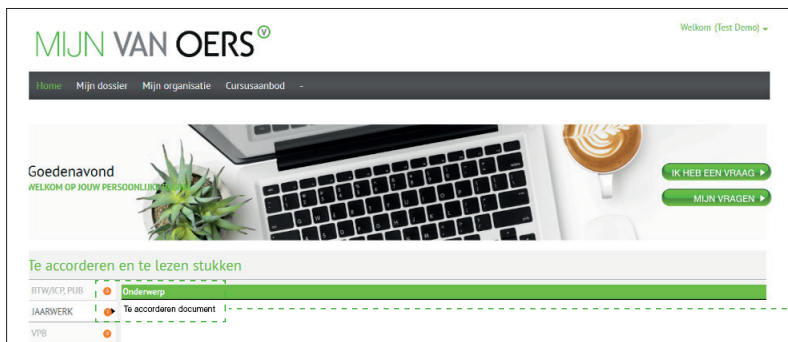 Welkom (Test Demo)
MIJN VAN OERS V
Home Mijn dossier Mijn organisatie Cursusaanbod -
Goedenavond
WELKOM OP JOUW PERSOONLIJKE
IK HEB EEN VRAAG
MIJN VRAGEN
Te accorderen en te lezen stukken
BTW/ICP, PUB
Onderwerp
JAARWERK
Te accorderen document
VPB